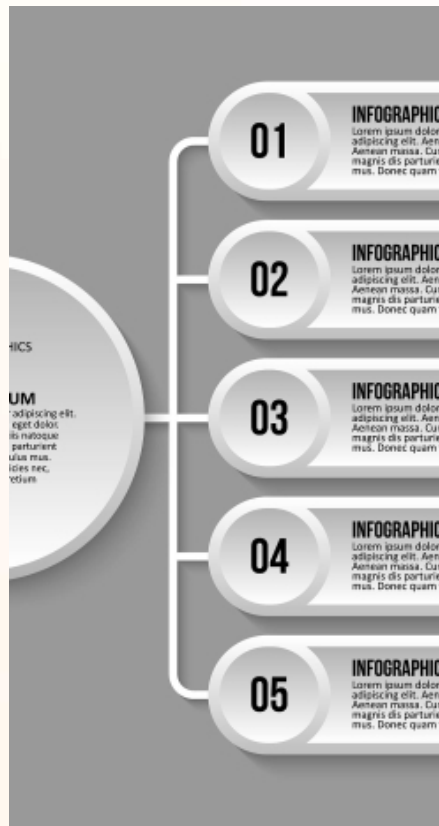 HICS
UM
adipiscing elit.
eget dolor.
is natoque
parturient
ulus mus.
icies nec,
retium
01
INFOGRAPHIC
Lorem ipsum dolor
adipiscing elit. Aen
Aenean massa. Cu
magnis dis parturie
mus. Donec quam
02
INFOGRAPHIC
Lorem ipsum dolor
adipiscing elit. Aen
Aenean massa. Cu
magnis dis parturie
mus. Donec quam
03
INFOGRAPHIC
Lorem ipsum dolor
adipiscing elit. Aen
Aenean massa. Cu
magnis dis parturie
mus. Donec quam
04
INFOGRAPHIC
Lorem ipsum dolor
adipiscing elit. Aen
Aenean massa. Cu
magnis dis parturie
mus. Donec quam
05
INFOGRAPHIC
Lorem ipsum dolor
adipiscing elit. Aen
Aenean massa. Cu
magnis dis parturie
mus. Donec quam